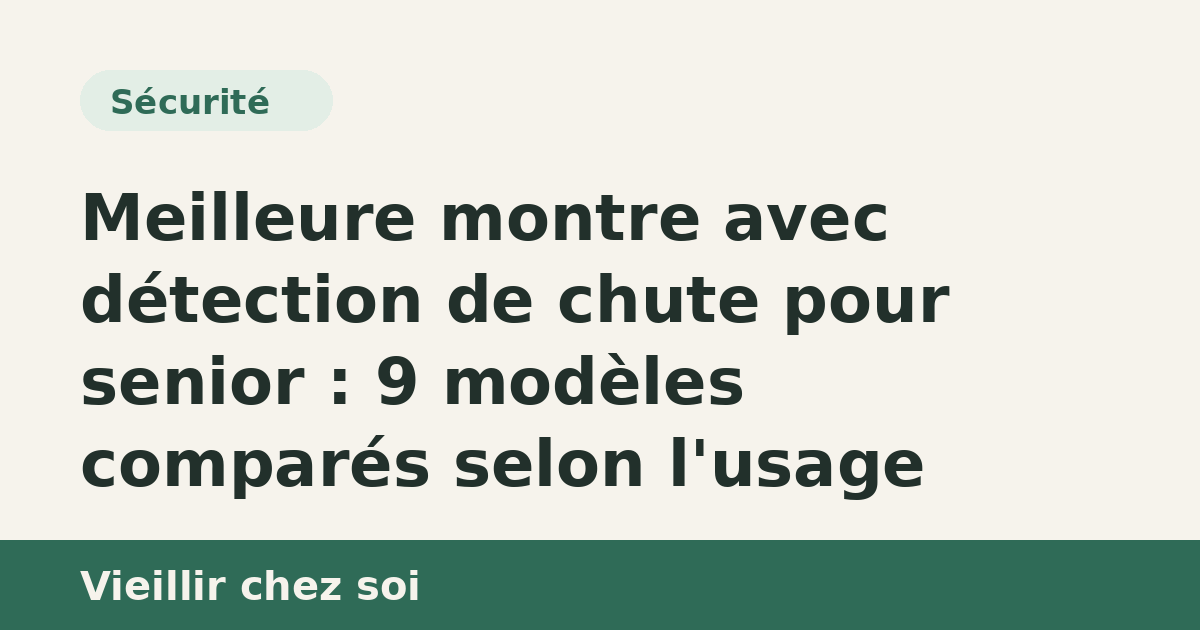 Sécurité
Meilleure montre avec
détection de chute pour
senior : 9 modèles
comparés selon l'usage
Vieillir chez soi